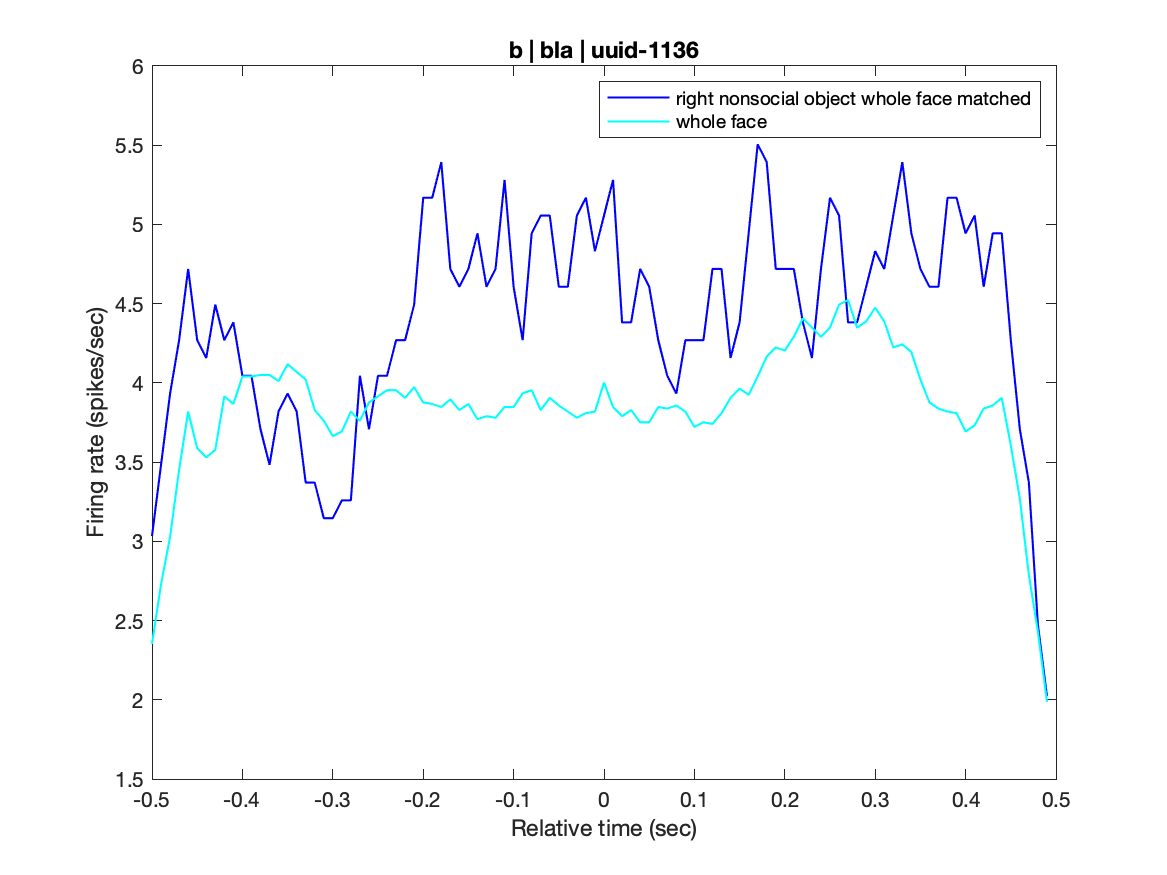 b | bla | uuid-1136
right nonsocial object whole face matched
whole face
Firing rate (spikes/sec)
6
5.5
5
4.5
4
3.5
3
2.5
2
1.5
-0.5 -0.4 -0.3 -0.2 -0.1 0 0.1 0.2 0.3 0.4 0.5
Relative time (sec)